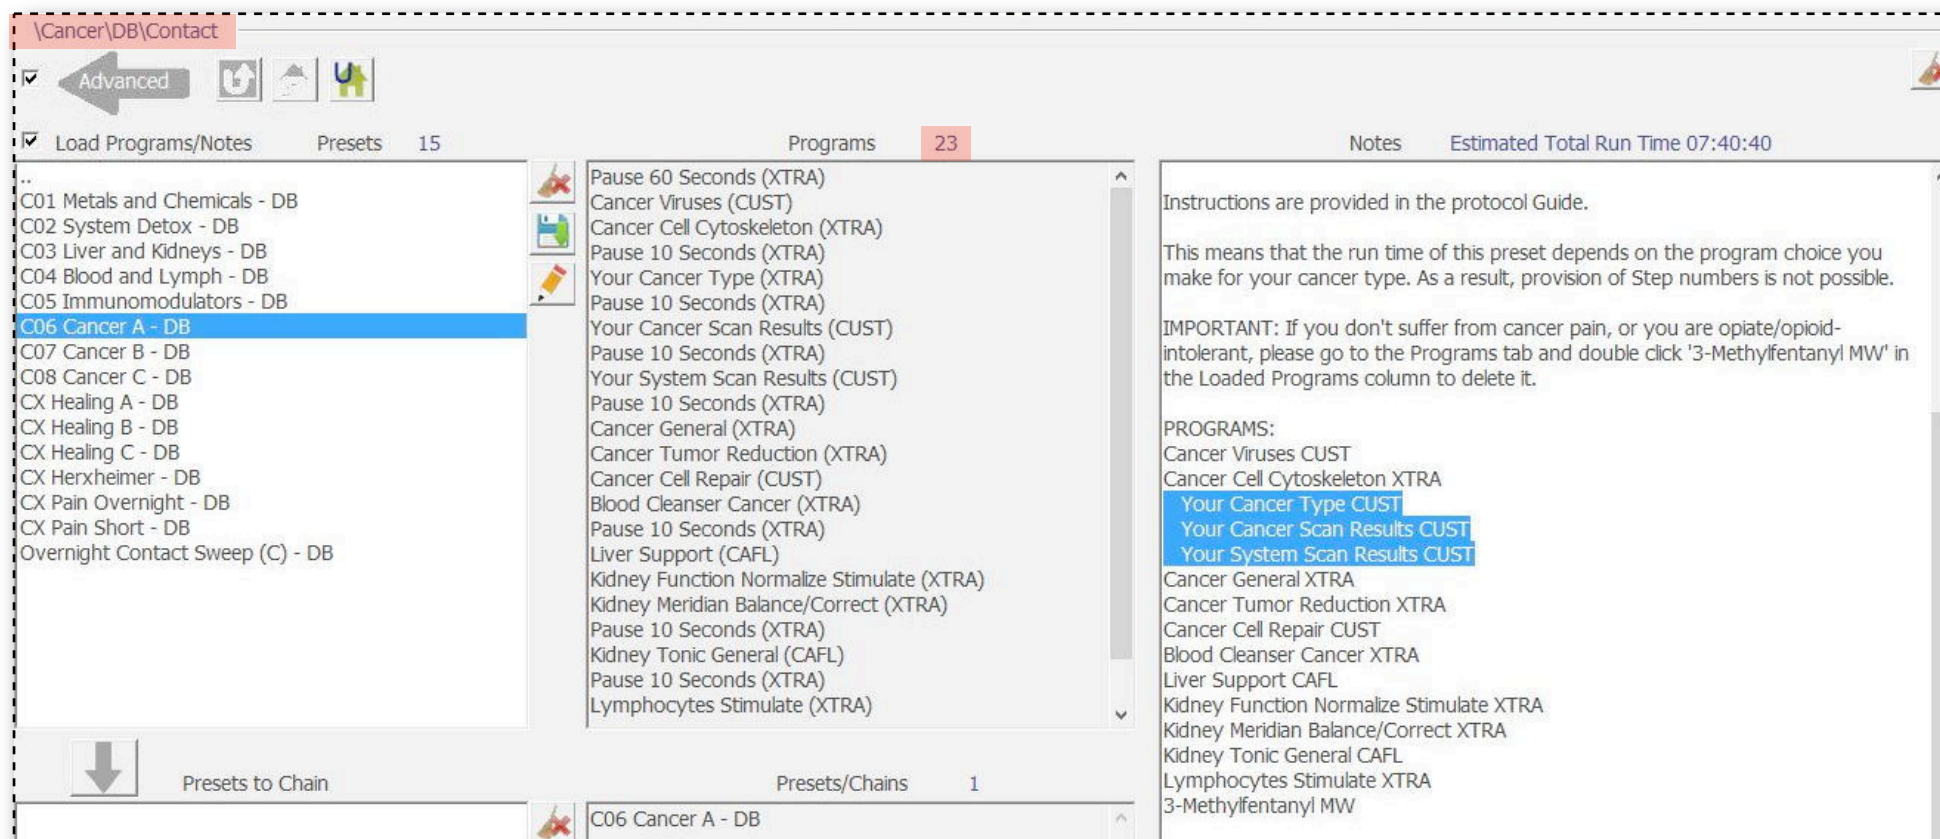 \Cancer\DB\Contact
Advanced
Load Programs/Notes Presets 15
..
C01 Metals and Chemicals - DB
C02 System Detox - DB
C03 Liver and Kidneys - DB
C04 Blood and Lymph - DB
C05 Immunomodulators - DB
C06 Cancer A - DB
C07 Cancer B - DB
C08 Cancer C - DB
CX Healing A - DB
CX Healing B - DB
CX Healing C - DB
CX Herxheimer - DB
CX Pain Overnight - DB
CX Pain Short - DB
Overnight Contact Sweep (C) - DB
Presets to Chain
Programs 23
Pause 60 Seconds (XTRA)
Cancer Viruses (CUST)
Cancer Cell Cytoskeleton (XTRA)
Pause 10 Seconds (XTRA)
Your Cancer Type (XTRA)
Pause 10 Seconds (XTRA)
Your Cancer Scan Results (CUST)
Pause 10 Seconds (XTRA)
Your System Scan Results (CUST)
Pause 10 Seconds (XTRA)
Cancer General (XTRA)
Cancer Tumor Reduction (XTRA)
Cancer Cell Repair (CUST)
Blood Cleanser Cancer (XTRA)
Pause 10 Seconds (XTRA)
Liver Support (CAFL)
Kidney Function Normalize Stimulate (XTRA)
Kidney Meridian Balance/Correct (XTRA)
Pause 10 Seconds (XTRA)
Kidney Tonic General (CAFL)
Pause 10 Seconds (XTRA)
Lymphocytes Stimulate (XTRA)
Presets/Chains 1
C06 Cancer A - DB
Notes Estimated Total Run Time 07:40:40
Instructions are provided in the protocol Guide.
This means that the run time of this preset depends on the program choice you
make for your cancer type. As a result, provision of Step numbers is not possible.
IMPORTANT: If you don't suffer from cancer pain, or you are opiate/opioid-
intolerant, please go to the Programs tab and double click '3-Methylfentanyl MW' in
the Loaded Programs column to delete it.
PROGRAMS:
Cancer Viruses CUST
Cancer Cell Cytoskeleton XTRA
Your Cancer Type CUST
Your Cancer Scan Results CUST
Your System Scan Results CUST
Cancer General XTRA
Cancer Tumor Reduction XTRA
Cancer Cell Repair CUST
Blood Cleanser Cancer XTRA
Liver Support CAFL
Kidney Function Normalize Stimulate XTRA
Kidney Meridian Balance/Correct XTRA
Kidney Tonic General CAFL
Lymphocytes Stimulate XTRA
3-Methylfentanyl MW